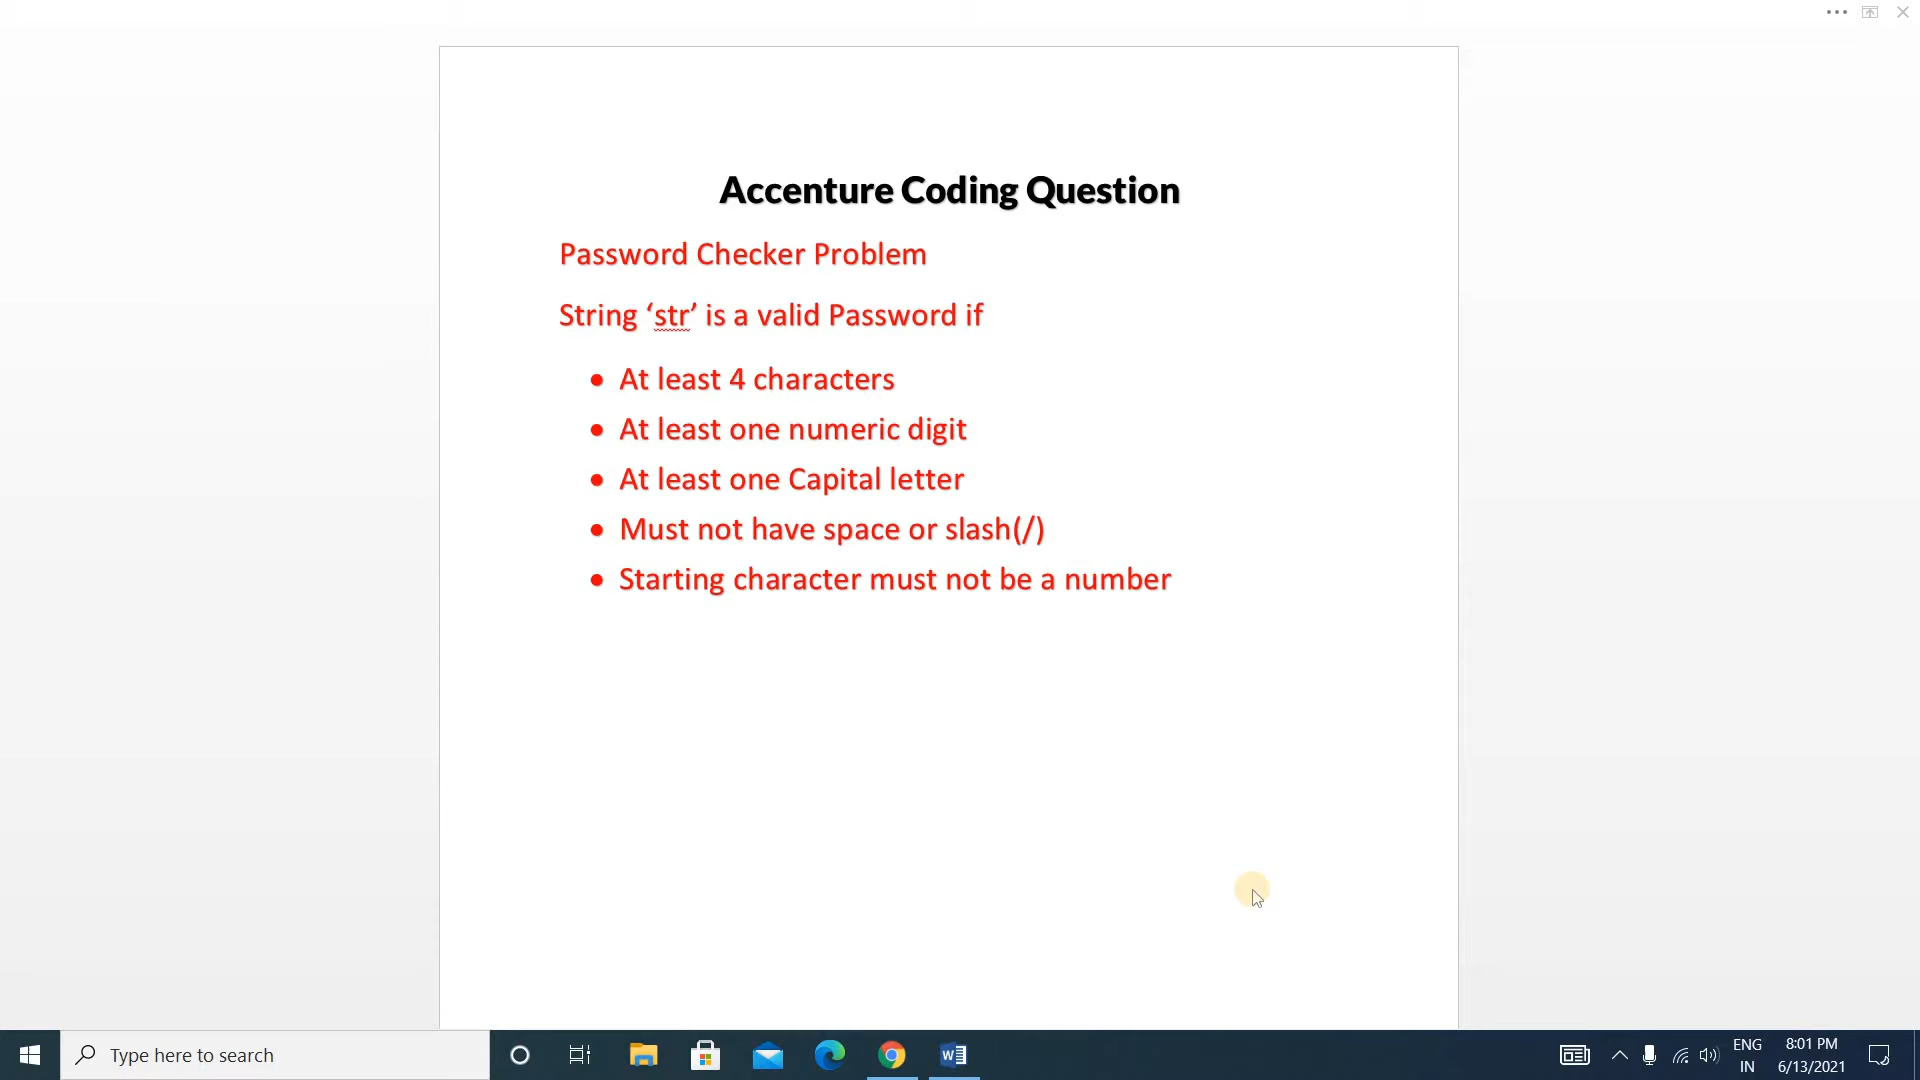 Accenture Coding Question
Password Checker Problem
String ‘str’ is a valid Password if
• At least 4 characters
• At least one numeric digit
• At least one Capital letter
• Must not have space or slash(/)
• Starting character must not be a number
Type here to search
ENG
IN
8:01 PM
6/13/2021